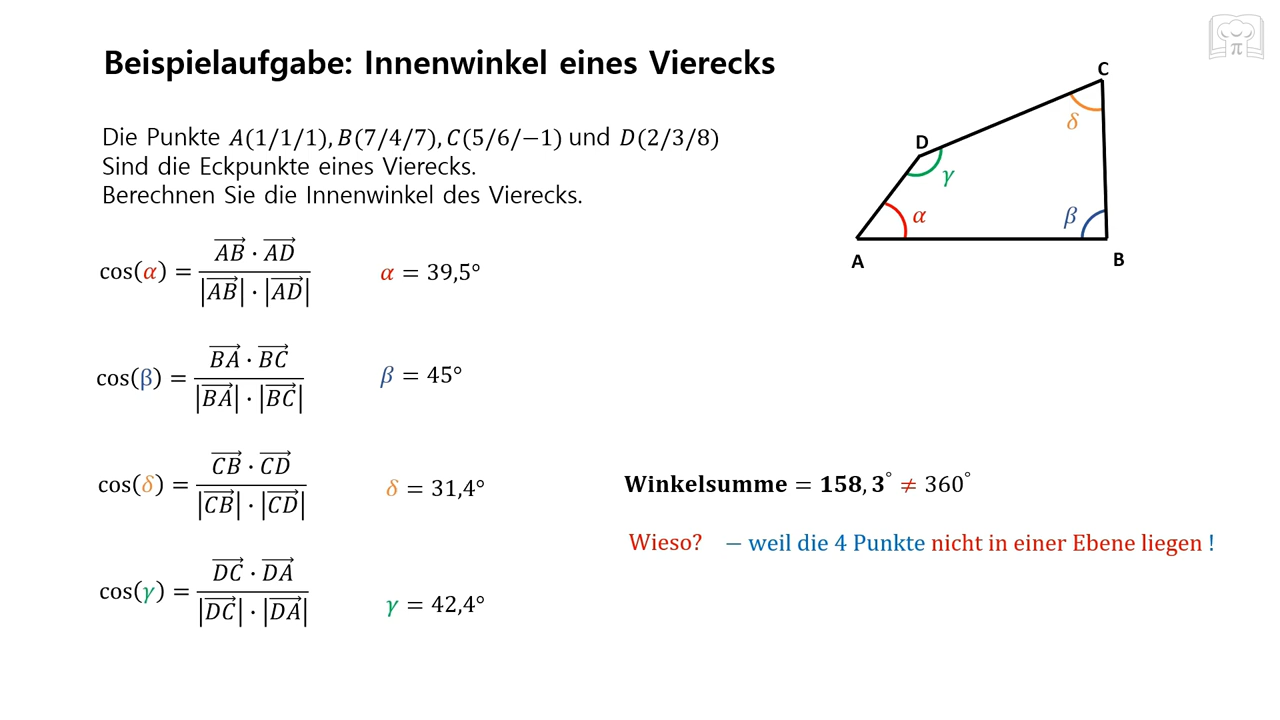 Beispielaufgabe: Innenwinkel eines Vierecks
Die Punkte A(1/1/1), B(7/4/7), C(5/6/−1) und D(2/3/8)
Sind die Eckpunkte eines Vierecks.
Berechnen Sie die Innenwinkel des Vierecks.
cos(α) = (AB⃗ · AD⃗) / (|AB⃗| · |AD⃗|) α = 39,5°
cos(β) = (BA⃗ · BC⃗) / (|BA⃗| · |BC⃗|) β = 45°
cos(δ) = (CB⃗ · CD⃗) / (|CB⃗| · |CD⃗|) δ = 31,4°
cos(γ) = (DC⃗ · DA⃗) / (|DC⃗| · |DA⃗|) γ = 42,4°
C
δ
D
γ
α
β
A
B
Winkelsumme = 158,3° ≠ 360°
Wieso? − weil die 4 Punkte nicht in einer Ebene liegen !
π